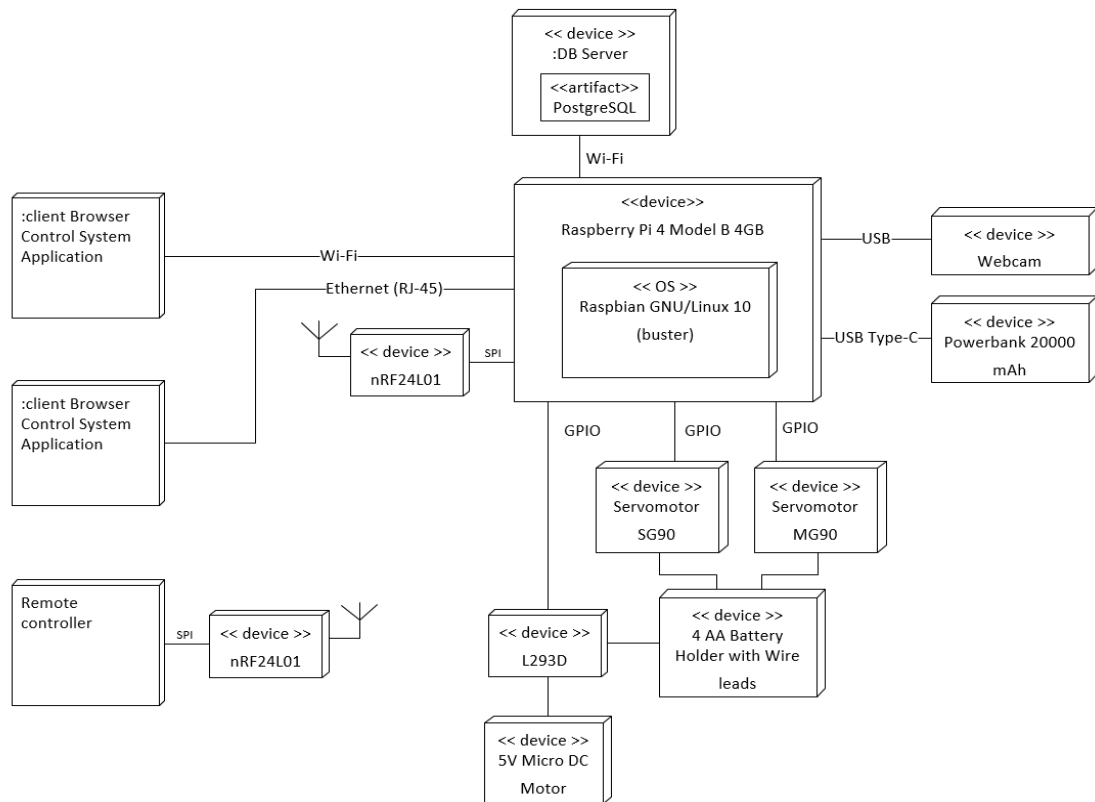 << device >>
:DB Server
<<artifact>>
PostgreSQL
Wi-Fi
:client Browser
Control System
Application
Wi-Fi
Ethernet (RJ-45)
<<device>>
Raspberry Pi 4 Model B 4GB
<< OS >>
Raspbian GNU/Linux 10
(buster)
USB
<< device >>
Webcam
USB Type-C
<< device >>
Powerbank 20000
mAh
<< device >>
nRF24L01
SPI
:client Browser
Control System
Application
GPIO
GPIO
GPIO
<< device >>
Servomotor
SG90
<< device >>
Servomotor
MG90
Remote
controller
SPI
<< device >>
nRF24L01
<< device >>
L293D
<< device >>
4 AA Battery
Holder with Wire
leads
<< device >>
5V Micro DC
Motor